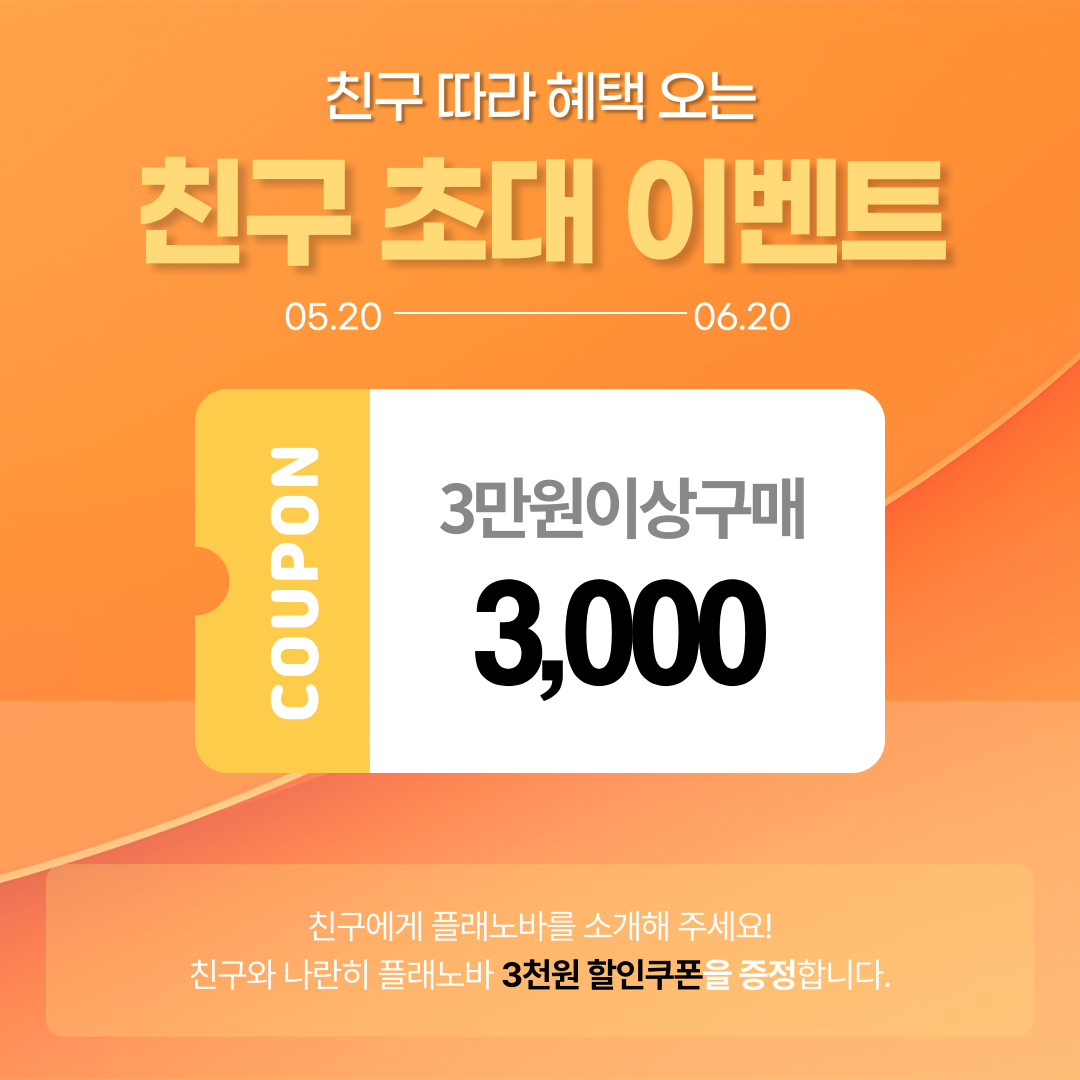 친구 따라 혜택 오는
친구 초대 이벤트
05.20 06.20
COUPON
3만원이상구매
3,000
친구에게 플래노바를 소개해 주세요!
친구와 나란히 플래노바 3천원 할인쿠폰을 증정합니다.